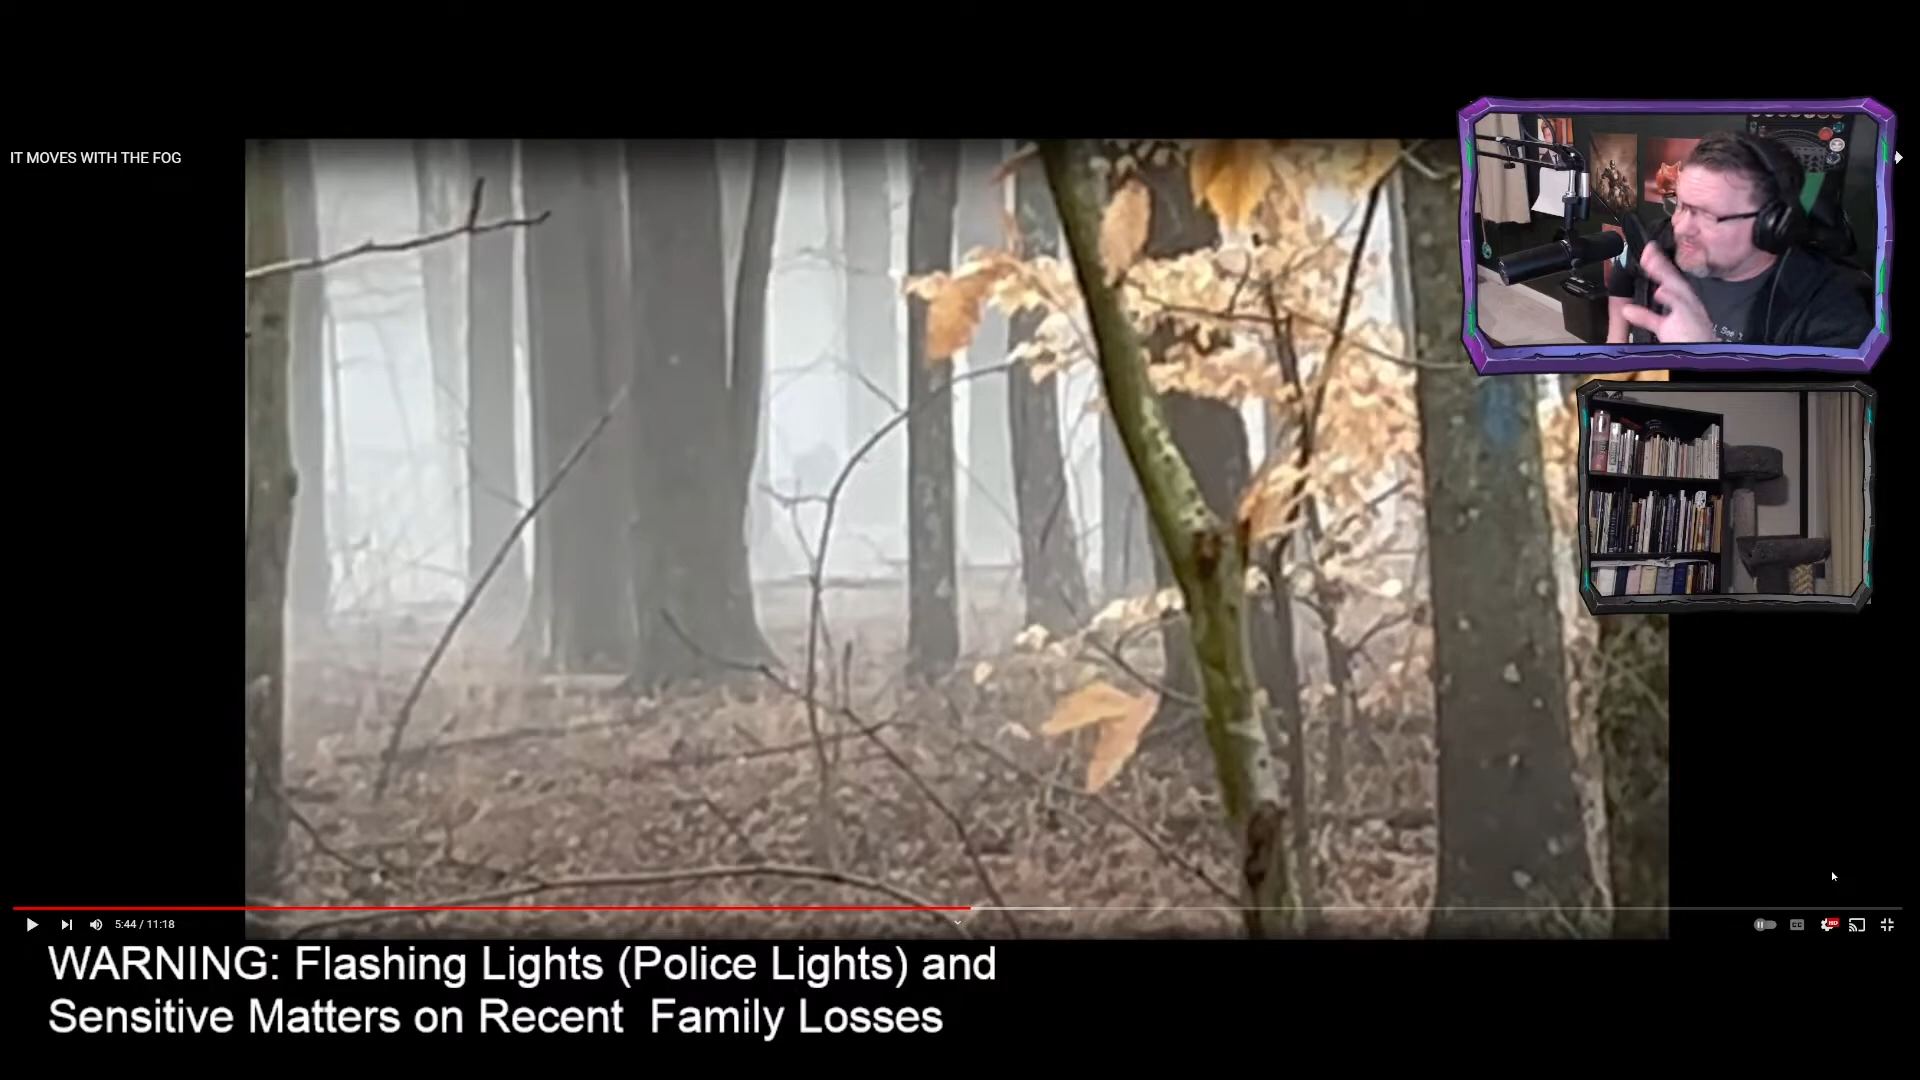 IT MOVES WITH THE FOG
5:44 / 11:18
WARNING: Flashing Lights (Police Lights) and
Sensitive Matters on Recent Family Losses